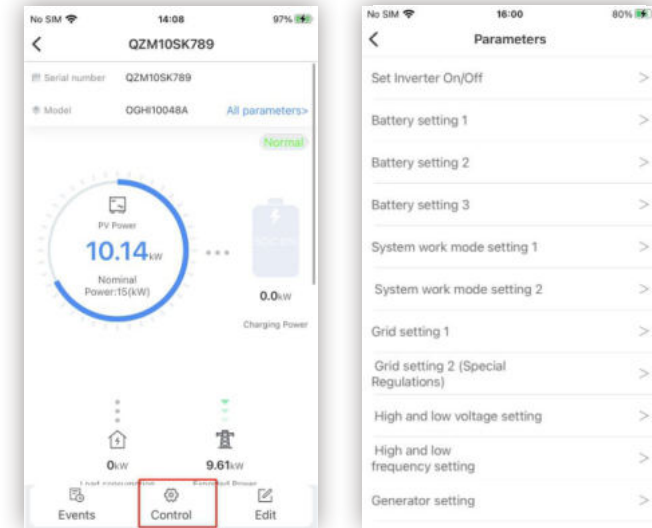 No SIM 14:08 97%
QZM10SK789
Serial number QZM10SK789
Model OGHI10048A All parameters>
Normal
PV Power
10.14kW
Nominal
Power:15(kW)
0.0kW
Charging Power
0kW 9.61kW
Load consumption Exported Power
Events Control Edit
No SIM 16:00 80%
Parameters
Set Inverter On/Off
Battery setting 1
Battery setting 2
Battery setting 3
System work mode setting 1
System work mode setting 2
Grid setting 1
Grid setting 2 (Special
Regulations)
High and low voltage setting
High and low
frequency setting
Generator setting